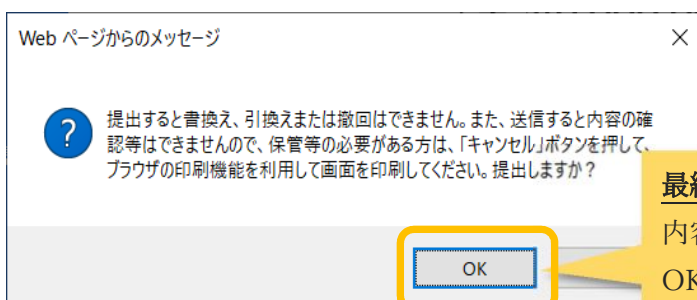 Web ページからのメッセージ
提出すると書換え、引換えまたは撤回はできません。また、送信すると内容の確
認等はできませんので、保管等の必要がある方は、「キャンセル」ボタンを押して、
ブラウザの印刷機能を利用して画面を印刷してください。提出しますか？
最終
内容
OK
OK